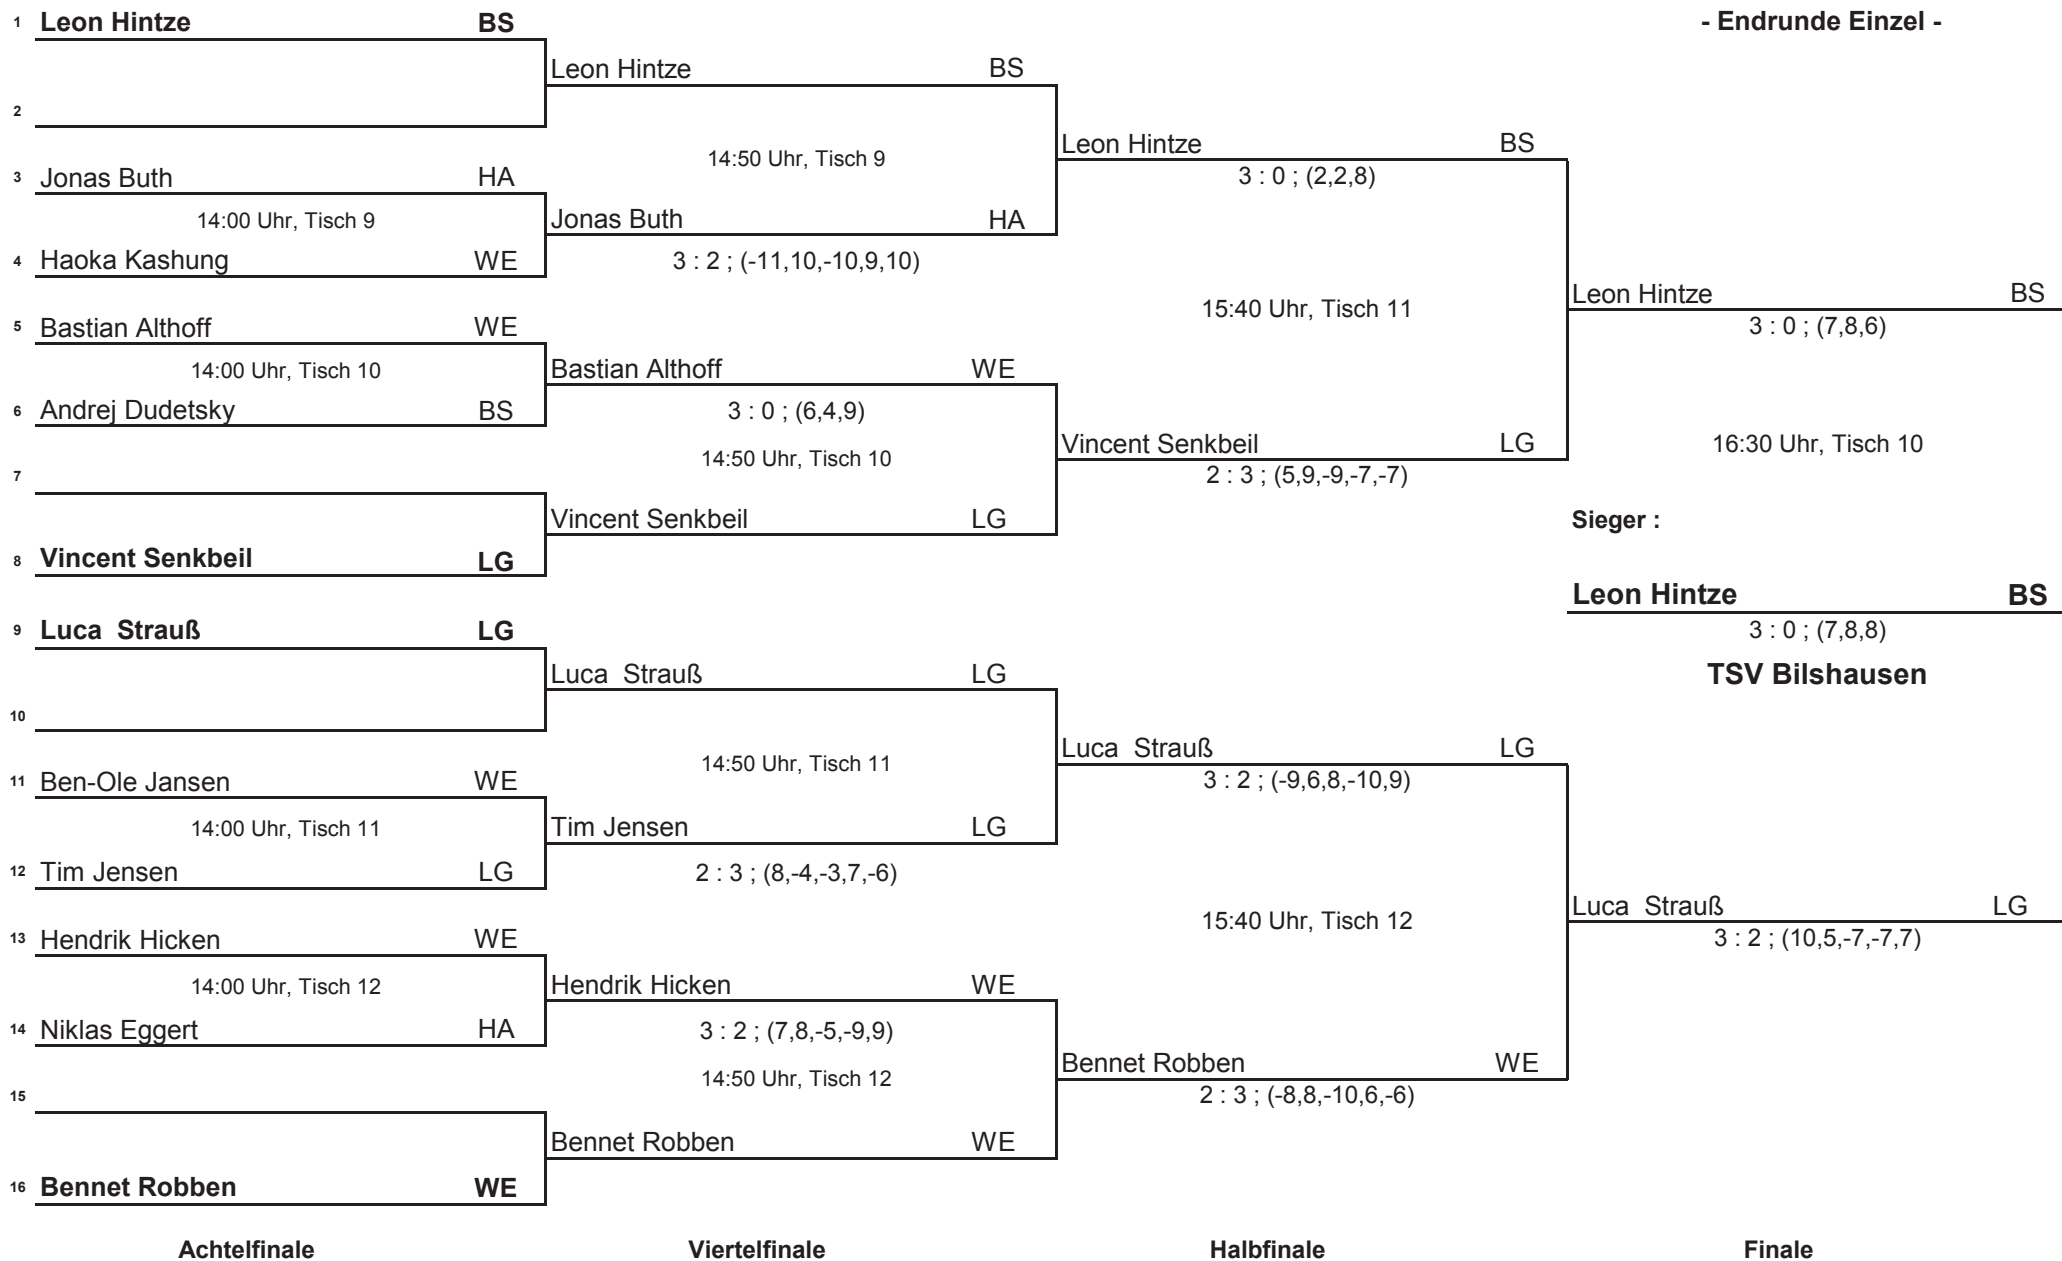 - Endrunde Einzel -
1 Leon Hintze BS
2
3 Jonas Buth HA
14:00 Uhr, Tisch 9
4 Haoka Kashung WE
5 Bastian Althoff WE
14:00 Uhr, Tisch 10
6 Andrej Dudetsky BS
7
8 Vincent Senkbeil LG
9 Luca  Strauß LG
10
11 Ben-Ole Jansen WE
14:00 Uhr, Tisch 11
12 Tim Jensen LG
13 Hendrik Hicken WE
14:00 Uhr, Tisch 12
14 Niklas Eggert HA
15
16 Bennet Robben WE
Achtelfinale
Leon Hintze BS
14:50 Uhr, Tisch 9
Jonas Buth HA
3 : 2 ; (-11,10,-10,9,10)
Bastian Althoff WE
3 : 0 ; (6,4,9)
14:50 Uhr, Tisch 10
Vincent Senkbeil LG
Luca  Strauß LG
14:50 Uhr, Tisch 11
Tim Jensen LG
2 : 3 ; (8,-4,-3,7,-6)
Hendrik Hicken WE
3 : 2 ; (7,8,-5,-9,9)
14:50 Uhr, Tisch 12
Bennet Robben WE
Viertelfinale
Leon Hintze BS
3 : 0 ; (2,2,8)
15:40 Uhr, Tisch 11
Vincent Senkbeil LG
2 : 3 ; (5,9,-9,-7,-7)
Luca  Strauß LG
3 : 2 ; (-9,6,8,-10,9)
15:40 Uhr, Tisch 12
Bennet Robben WE
2 : 3 ; (-8,8,-10,6,-6)
Halbfinale
Leon Hintze BS
3 : 0 ; (7,8,6)
16:30 Uhr, Tisch 10
Sieger :
Leon Hintze BS
3 : 0 ; (7,8,8)
TSV Bilshausen
Luca  Strauß LG
3 : 2 ; (10,5,-7,-7,7)
Finale